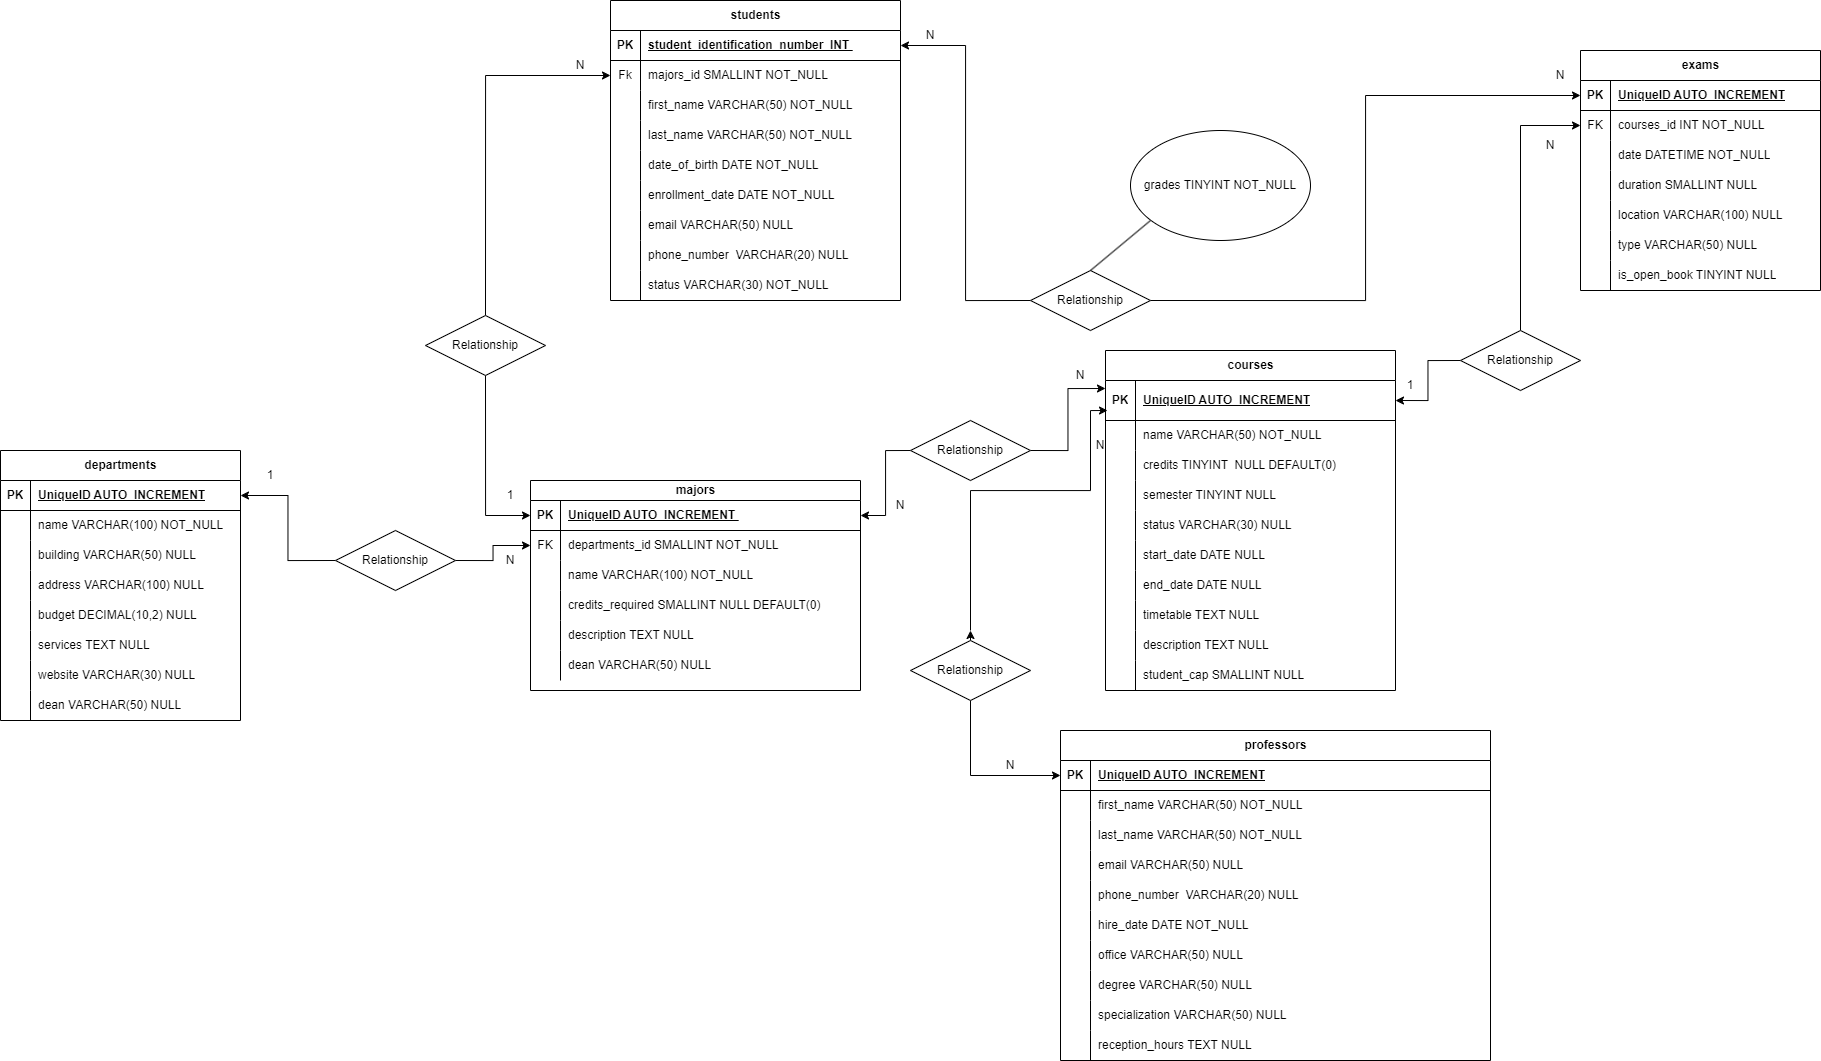 students
PK student_identification_number INT
Fk majors_id SMALLINT NOT_NULL
first_name VARCHAR(50) NOT_NULL
last_name VARCHAR(50) NOT_NULL
date_of_birth DATE NOT_NULL
enrollment_date DATE NOT_NULL
email VARCHAR(50) NULL
phone_number VARCHAR(20) NULL
status VARCHAR(30) NOT_NULL
N
N
Relationship
1
grades TINYINT NOT_NULL
Relationship
N
exams
PK UniqueID AUTO_INCREMENT
FK courses_id INT NOT_NULL
date DATETIME NOT_NULL
duration SMALLINT NULL
location VARCHAR(100) NULL
type VARCHAR(50) NULL
is_open_book TINYINT NULL
N
Relationship
1
courses
PK UniqueID AUTO_INCREMENT
name VARCHAR(50) NOT_NULL
credits TINYINT NULL DEFAULT(0)
semester TINYINT NULL
status VARCHAR(30) NULL
start_date DATE NULL
end_date DATE NULL
timetable TEXT NULL
description TEXT NULL
student_cap SMALLINT NULL
N
Relationship
N
N
departments
PK UniqueID AUTO_INCREMENT
name VARCHAR(100) NOT_NULL
building VARCHAR(50) NULL
address VARCHAR(100) NULL
budget DECIMAL(10,2) NULL
services TEXT NULL
website VARCHAR(30) NULL
dean VARCHAR(50) NULL
1
Relationship
N
majors
PK UniqueID AUTO_INCREMENT
FK departments_id SMALLINT NOT_NULL
name VARCHAR(100) NOT_NULL
credits_required SMALLINT NULL DEFAULT(0)
description TEXT NULL
dean VARCHAR(50) NULL
Relationship
N
professors
PK UniqueID AUTO_INCREMENT
first_name VARCHAR(50) NOT_NULL
last_name VARCHAR(50) NOT_NULL
email VARCHAR(50) NULL
phone_number VARCHAR(20) NULL
hire_date DATE NOT_NULL
office VARCHAR(50) NULL
degree VARCHAR(50) NULL
specialization VARCHAR(50) NULL
reception_hours TEXT NULL